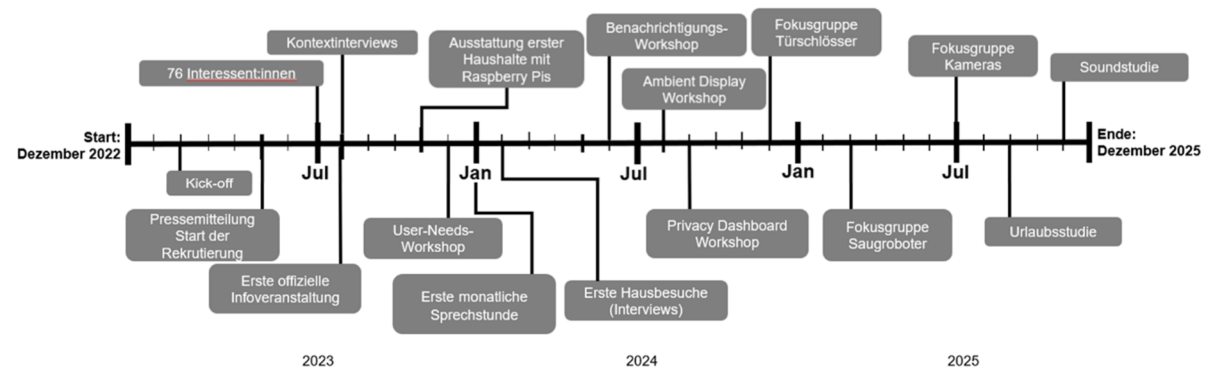 Benachrichtigungs-
Workshop
Fokusgruppe
Türschlösser
Kontextinterviews
Ausstattung erster
Haushalte mit
Raspberry Pis
Fokusgruppe
Kameras
76 Interessent:innen
Ambient Display
Workshop
Soundstudie
Start:
Dezember 2022
Ende:
Dezember 2025
Jul
Jan
Jul
Jan
Jul
Kick-off
Pressemitteilung
Start der
Rekrutierung
User-Needs-
Workshop
Privacy Dashboard
Workshop
Fokusgruppe
Saugroboter
Urlaubsstudie
Erste offizielle
Infoveranstaltung
Erste monatliche
Sprechstunde
Erste Hausbesuche
(Interviews)
2023
2024
2025